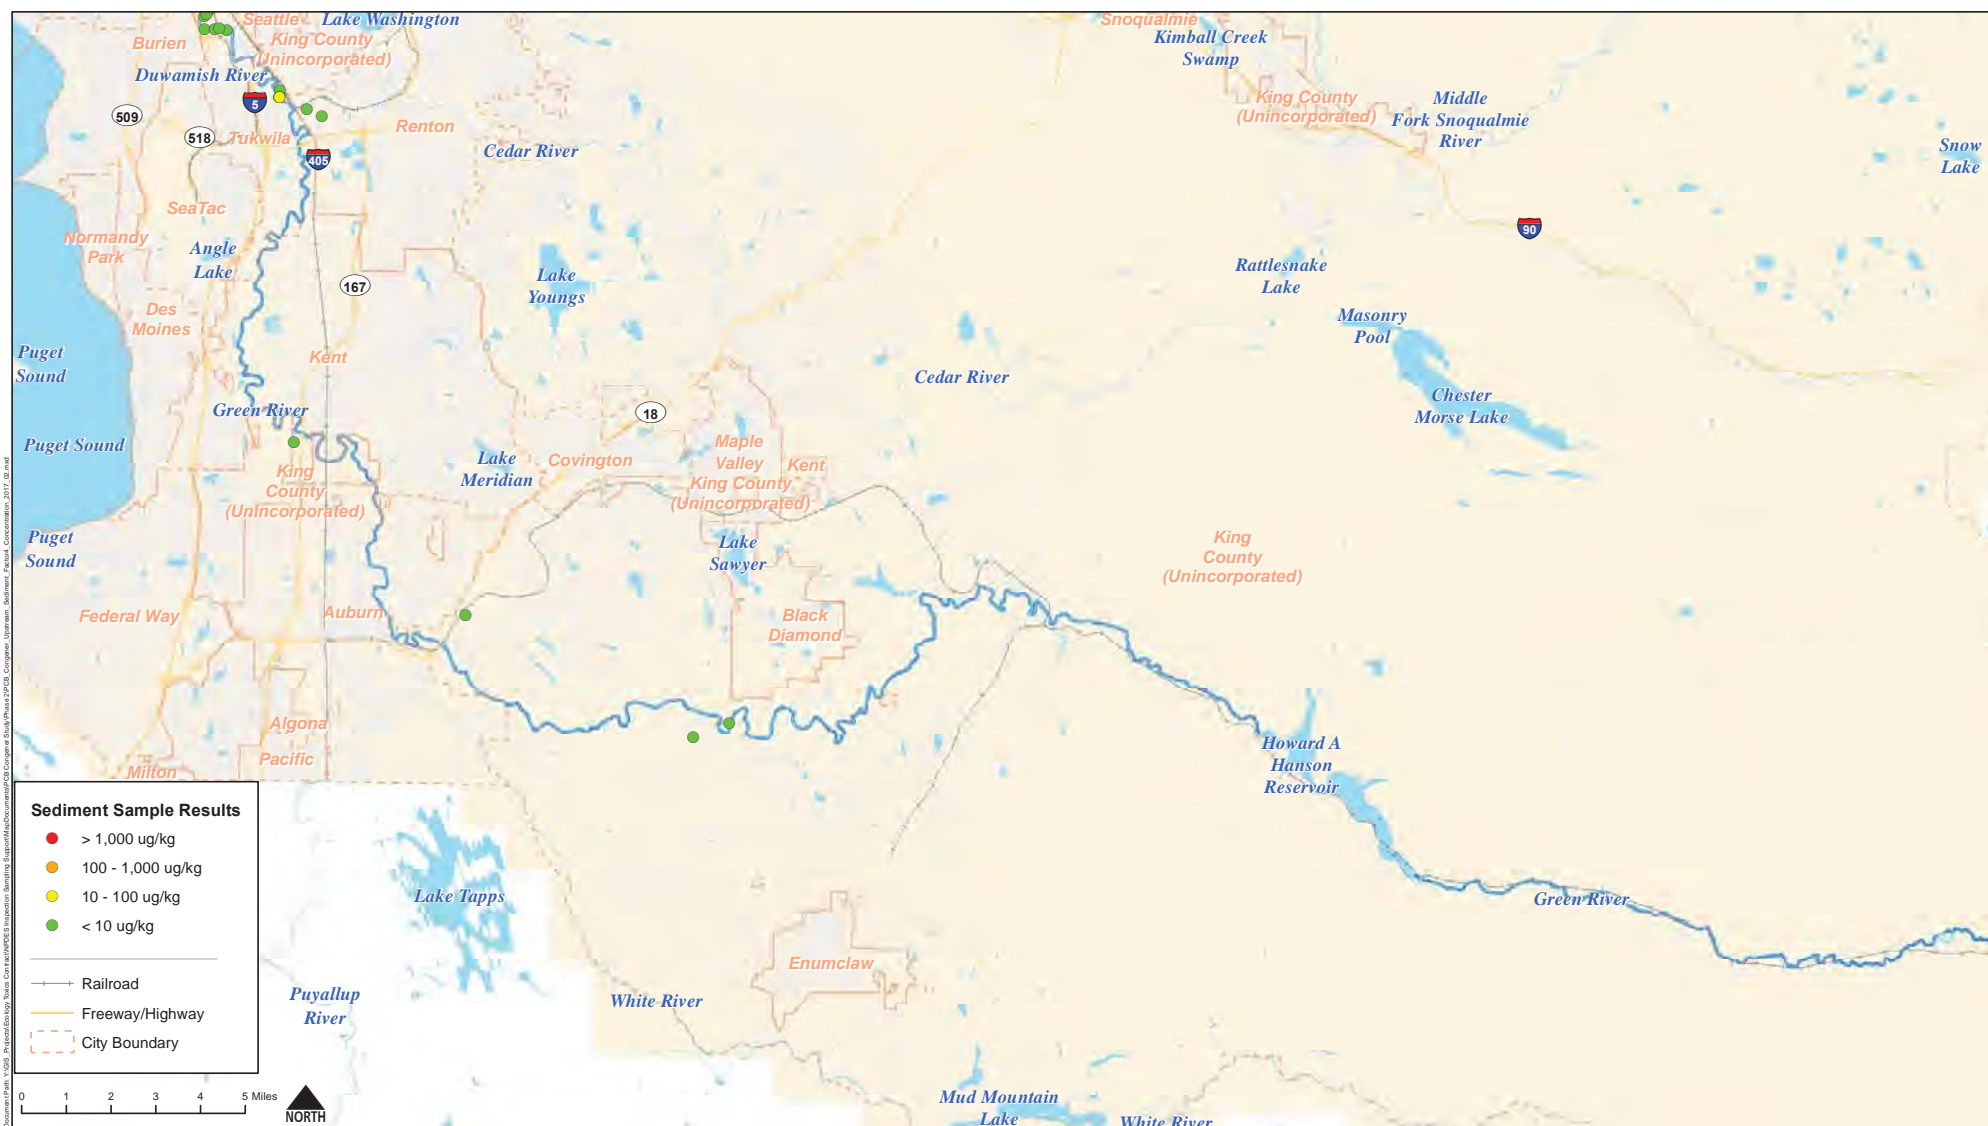 Seattle
Lake Washington
King County
(Unincorporated)
Burien
Duwamish River
5
509
518
Tukwila
Renton
405
Cedar River
SeaTac
Normandy
Park
Angle
Lake
167
Lake
Youngs
Des
Moines
Puget
Sound
Kent
Green River
Puget Sound
18
Cedar River
Snoqualmie
Kimball Creek
Swamp
King County
(Unincorporated)
Middle
Fork Snoqualmie
River
Snow
Lake
90
Rattlesnake
Lake
Masonry
Pool
Chester
Morse Lake
Lake
Meridian
Covington
Maple
Valley
Kent
King County
(Unincorporated)
King
County
(Unincorporated)
Puget
Sound
Lake
Sawyer
King
County
(Unincorporated)
Federal Way
Auburn
Black
Diamond
Algona
Pacific
Milton
Howard A
Hanson
Reservoir
Green River
Lake Tapps
Enumclaw
Puyallup
River
White River
Mud Mountain
Lake
White River
Sediment Sample Results
> 1,000 ug/kg
100 - 1,000 ug/kg
10 - 100 ug/kg
< 10 ug/kg
Railroad
Freeway/Highway
City Boundary
0 1 2 3 4 5 Miles
NORTH